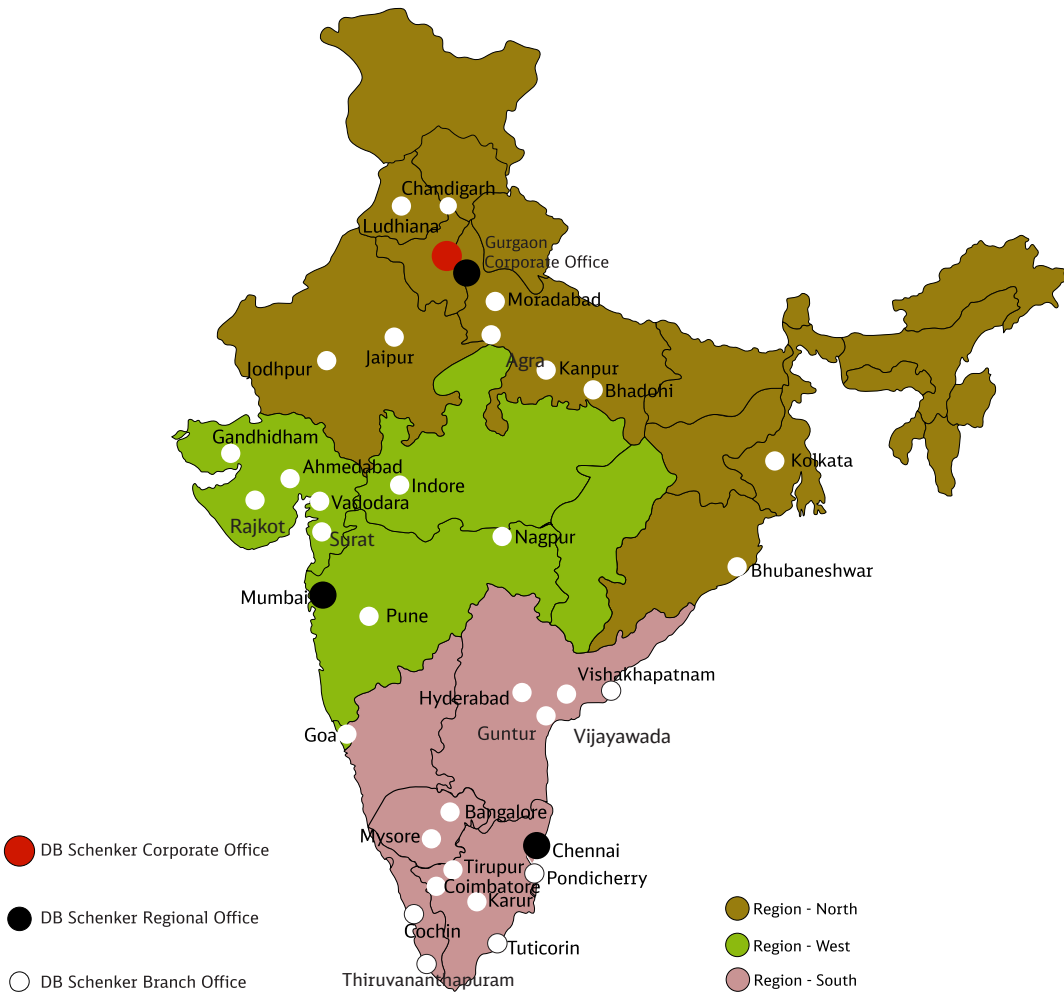 Chandigarh
Ludhiana
Gurgaon
Corporate Office
Moradabad
Jaipur
Agra
Jodhpur
Kanpur
Bhadohi
Gandhidham
Ahmedabad
Kolkata
Indore
Vadodara
Rajkot
Surat
Nagpur
Bhubaneshwar
Mumbai
Pune
Vishakhapatnam
Hyderabad
Guntur
Vijayawada
Goa
Bangalore
Mysore
Chennai
Tirupur
Pondicherry
Coimbatore
Karur
Cochin
Tuticorin
Thiruvananthapuram
DB Schenker Corporate Office
DB Schenker Regional Office
DB Schenker Branch Office
Region - North
Region - West
Region - South